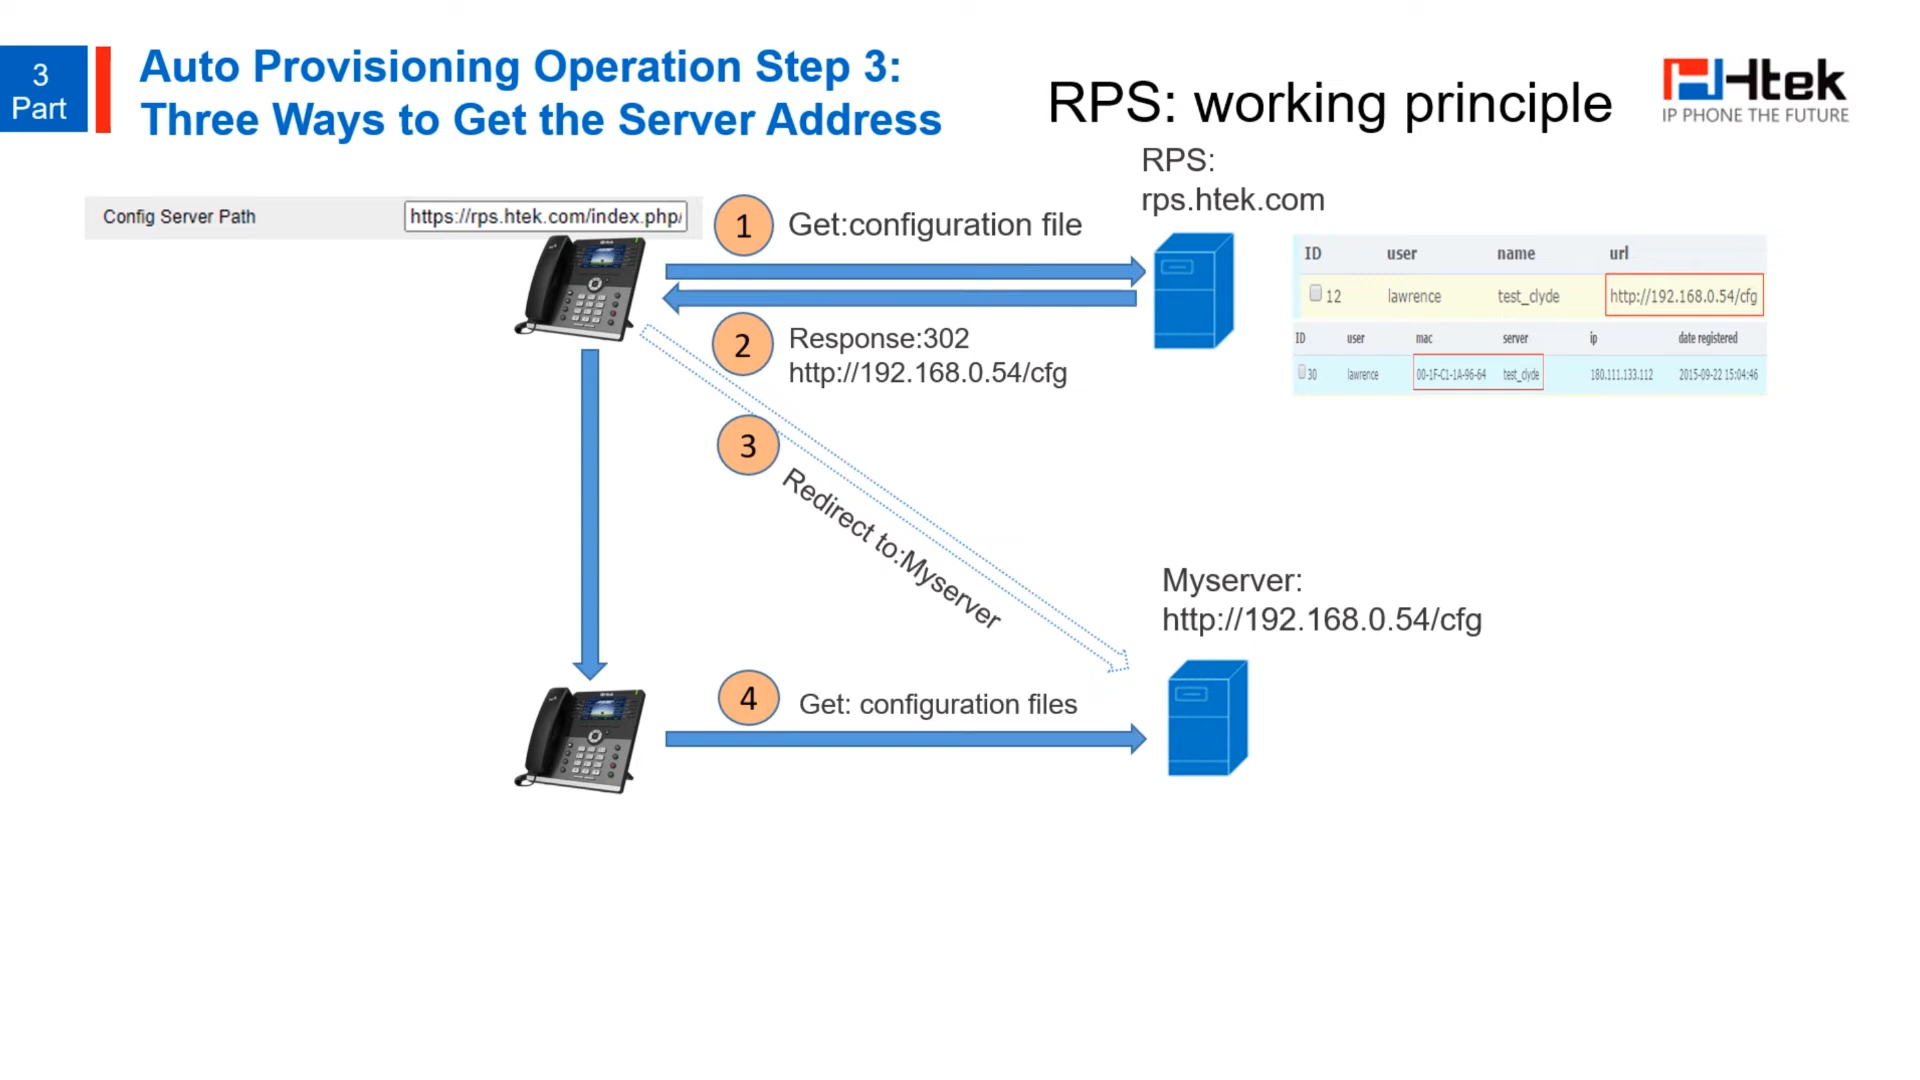 3
Part
Auto Provisioning Operation Step 3:
Three Ways to Get the Server Address
RPS: working principle
Htek
IP PHONE THE FUTURE
RPS:
rps.htek.com
Config Server Path
https://rps.htek.com/index.php/
1
Get:configuration file
ID user name url
12 lawrence test_clyde http://192.168.0.54/cfg
ID user mac server ip date registered
30 lawrence 00-1F-C1-1A-96-64 test_clyde 180.111.133.112 2015-09-22 15:04:46
2
Response:302
http://192.168.0.54/cfg
3
Redirect to:Myserver
Myserver:
http://192.168.0.54/cfg
4
Get: configuration files